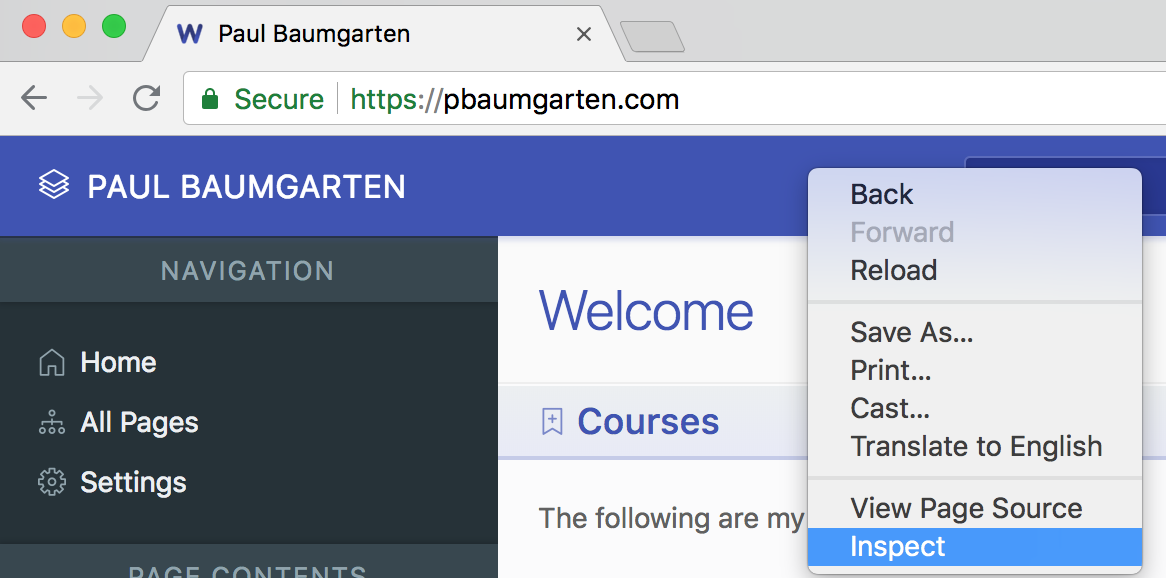 W Paul Baumgarten
Secure https://pbaumgarten.com
PAUL BAUMGARTEN
NAVIGATION
Home
All Pages
Settings
PAGE CONTENTS
Welcome
Courses
The following are my
Back
Forward
Reload
Save As...
Print...
Cast...
Translate to English
View Page Source
Inspect